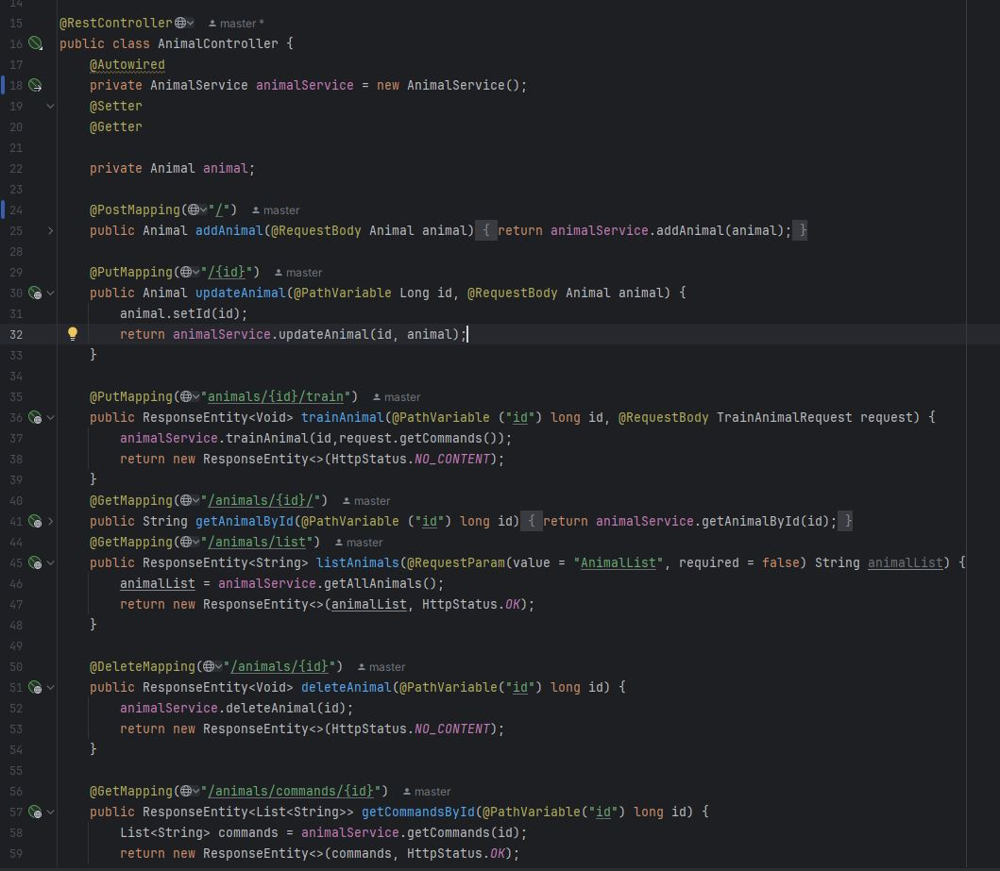 14
15 @RestController master *
16 public class AnimalController {
17 @Autowired
18 private AnimalService animalService = new AnimalService();
19 @Setter
20 @Getter
21
22 private Animal animal;
23
24 @PostMapping("/") master
25 public Animal addAnimal(@RequestBody Animal animal) { return animalService.addAnimal(animal); }
28
29 @PutMapping("/{id}") master
30 public Animal updateAnimal(@PathVariable Long id, @RequestBody Animal animal) {
31 animal.setId(id);
32 return animalService.updateAnimal(id, animal);
33 }
34
35 @PutMapping("animals/{id}/train") master
36 public ResponseEntity<Void> trainAnimal(@PathVariable ("id") long id, @RequestBody TrainAnimalRequest request) {
37 animalService.trainAnimal(id,request.getCommands());
38 return new ResponseEntity<>(HttpStatus.NO_CONTENT);
39 }
40 @GetMapping("/animals/{id}/") master
41 public String getAnimalById(@PathVariable ("id") long id) { return animalService.getAnimalById(id); }
44 @GetMapping("/animals/list") master
45 public ResponseEntity<String> listAnimals(@RequestParam(value = "AnimalList", required = false) String animalList) {
46 animalList = animalService.getAllAnimals();
47 return new ResponseEntity<>(animalList, HttpStatus.OK);
48 }
49
50 @DeleteMapping("/animals/{id}") master
51 public ResponseEntity<Void> deleteAnimal(@PathVariable("id") long id) {
52 animalService.deleteAnimal(id);
53 return new ResponseEntity<>(HttpStatus.NO_CONTENT);
54 }
55
56 @GetMapping("/animals/commands/{id}") master
57 public ResponseEntity<List<String>> getCommandsById(@PathVariable("id") long id) {
58 List<String> commands = animalService.getCommands(id);
59 return new ResponseEntity<>(commands, HttpStatus.OK);